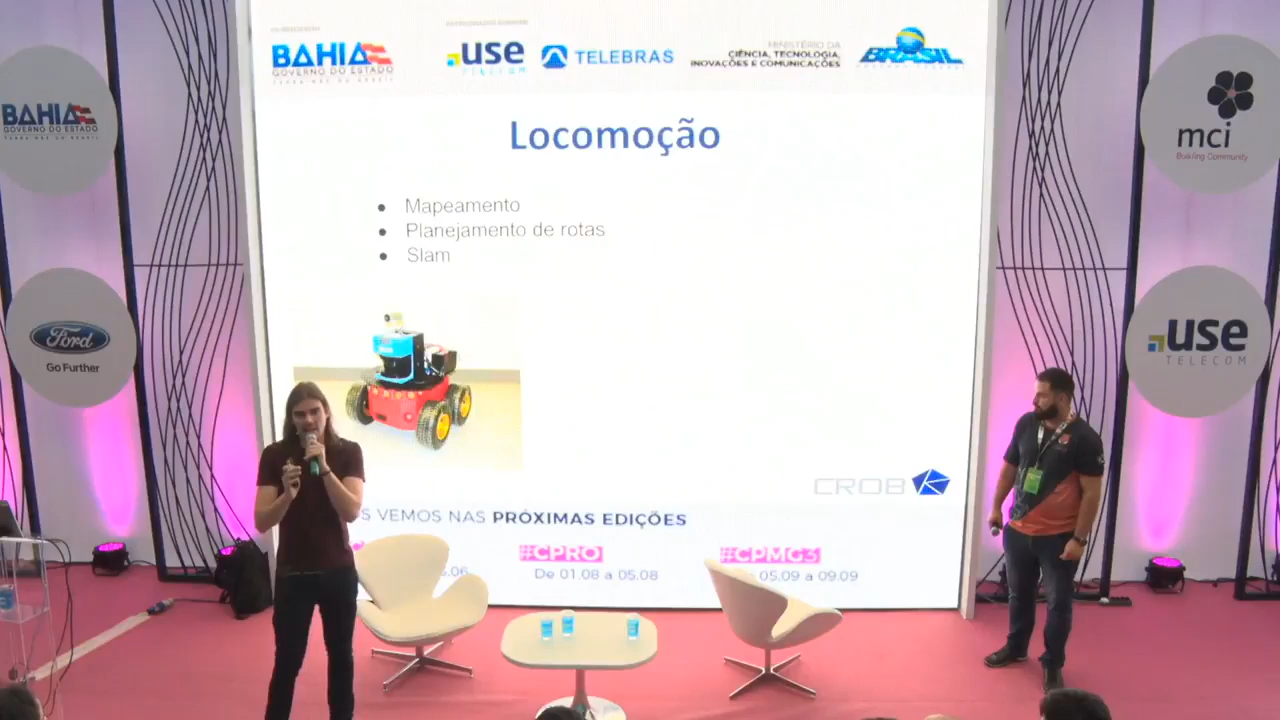 BAHIA
GOVERNO DO ESTADO
use
TELECOM
TELEBRAS
MINISTÉRIO DA
CIÊNCIA, TECNOLOGIA,
INOVAÇÕES E COMUNICAÇÕES
BRASIL
Locomoção
● Mapeamento
● Planejamento de rotas
● Slam
CROB
S VEMOS NAS PRÓXIMAS EDIÇÕES
#CPRO
#CPMG3
.06
De 01.08 a 05.08
05.09 a 09.09
BAHIA
GOVERNO DO ESTADO
Ford
Go Further
mci
Building Community
use
TELECOM